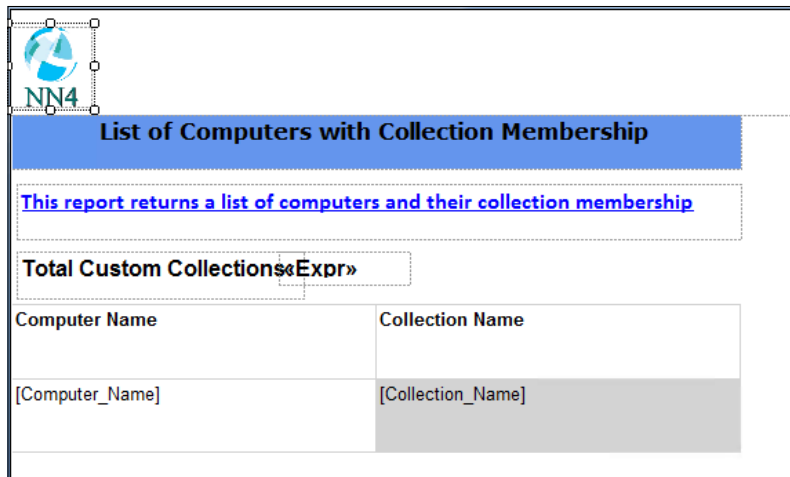 NN4
List of Computers with Collection Membership
This report returns a list of computers and their collection membership
Total Custom Collections«Expr»
Computer Name Collection Name
[Computer_Name] [Collection_Name]